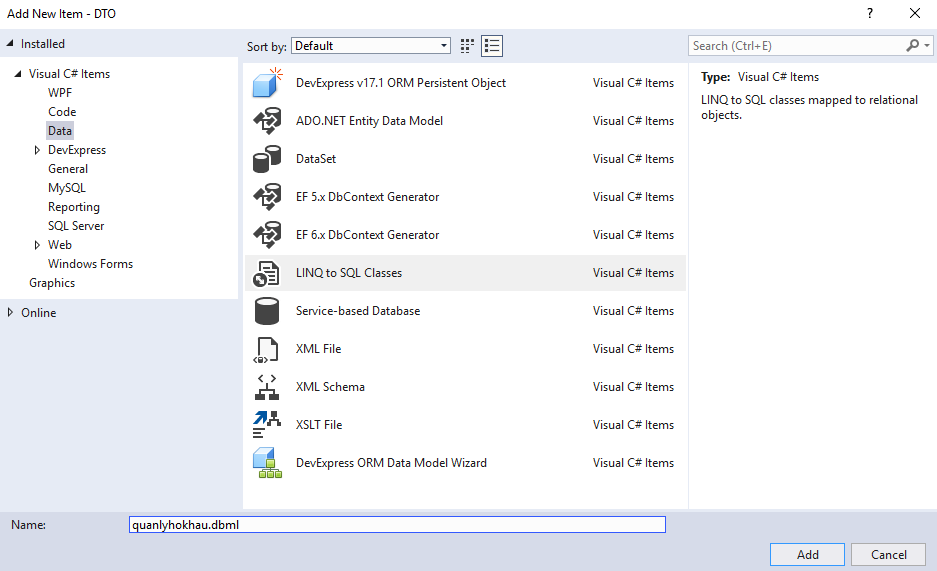 Add New Item - DTO
Installed
Sort by: Default
Search (Ctrl+E)
Visual C# Items
WPF
Code
Data
DevExpress
General
MySQL
Reporting
SQL Server
Web
Windows Forms
Graphics
Online
DevExpress v17.1 ORM Persistent Object Visual C# Items
ADO.NET Entity Data Model Visual C# Items
DataSet Visual C# Items
EF 5.x DbContext Generator Visual C# Items
EF 6.x DbContext Generator Visual C# Items
LINQ to SQL Classes Visual C# Items
Service-based Database Visual C# Items
XML File Visual C# Items
XML Schema Visual C# Items
XSLT File Visual C# Items
DevExpress ORM Data Model Wizard Visual C# Items
Type: Visual C# Items
LINQ to SQL classes mapped to relational
objects.
Name: quanlyhokhau.dbml
Add Cancel